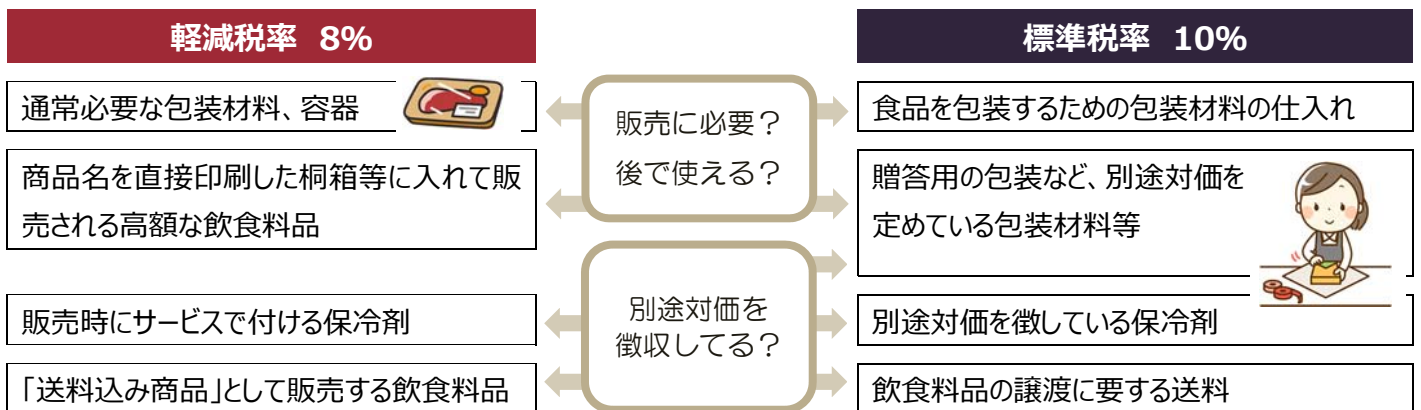 軽減税率 8%
標準税率 10%
通常必要な包装材料、容器
販売に必要？
後で使える？
食品を包装するための包装材料の仕入れ
商品名を直接印刷した桐箱等に入れて販
売される高額な飲食料品
贈答用の包装など、別途対価を
定めている包装材料等
販売時にサービスで付ける保冷剤
別途対価を
徴収してる？
別途対価を徴している保冷剤
「送料込み商品」として販売する飲食料品
飲食料品の譲渡に要する送料